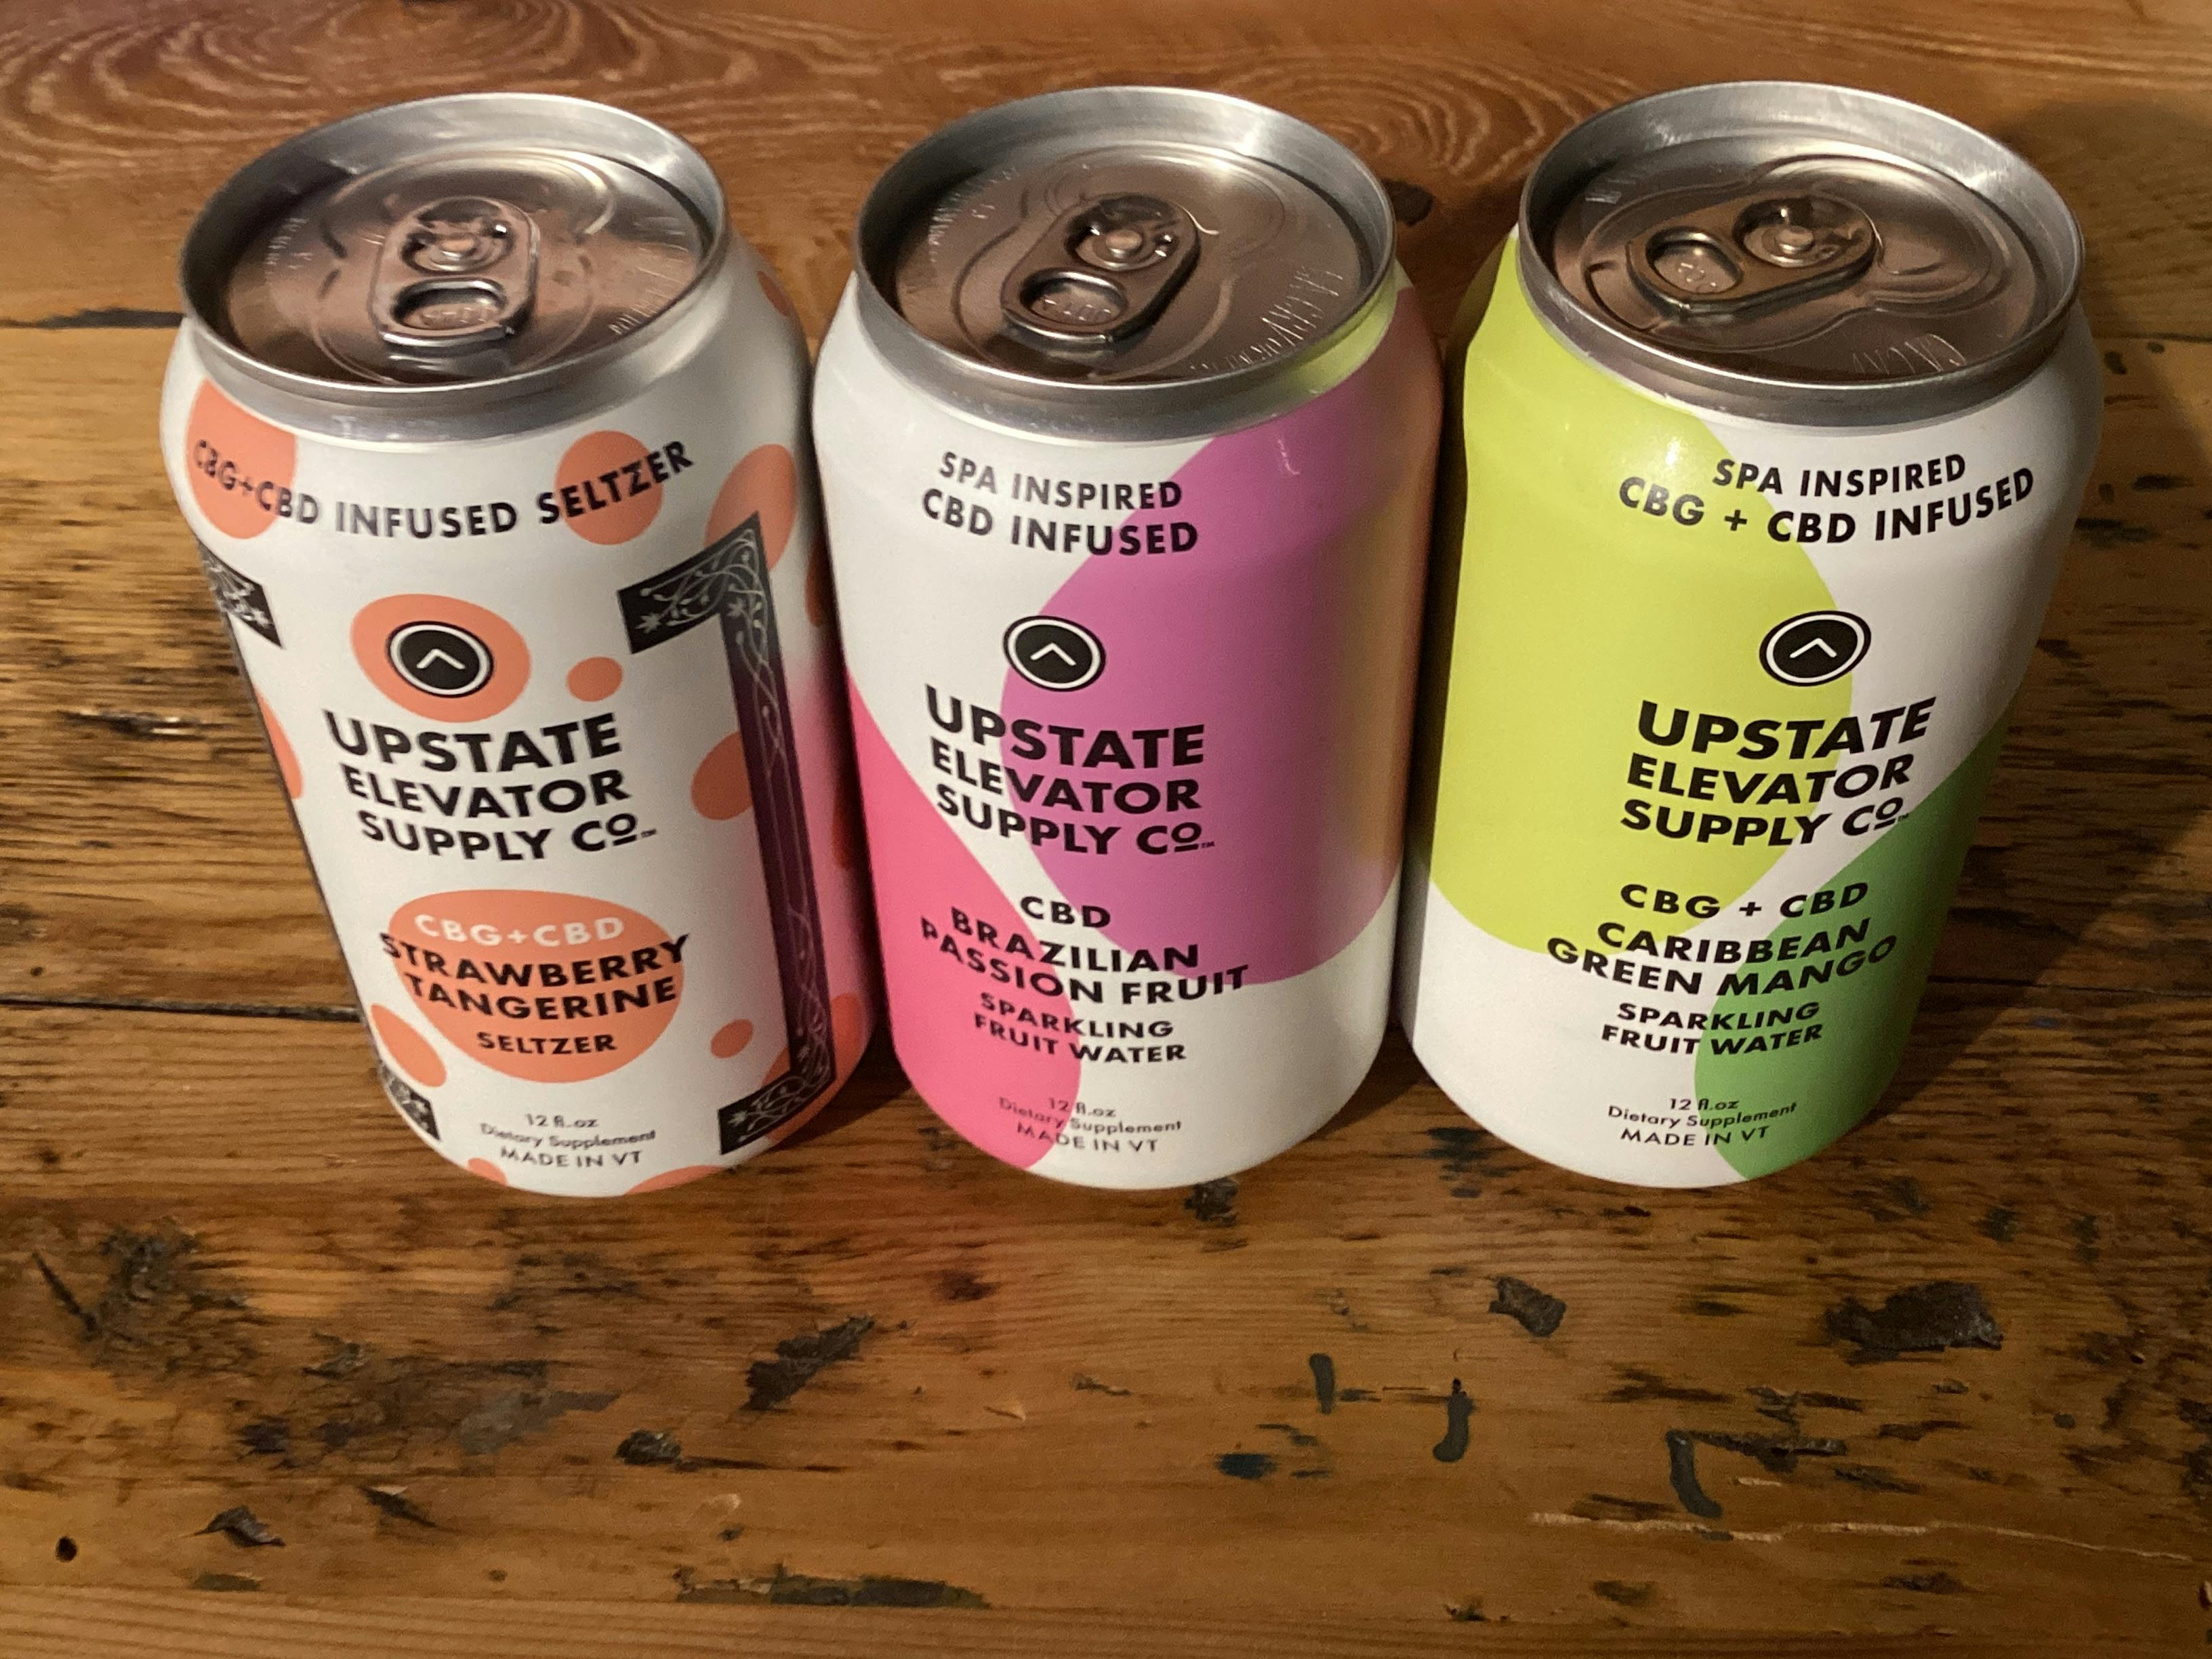 CBG+CBD INFUSED SELTZER
UPSTATE
ELEVATOR
SUPPLY CO.™
CBG+CBD
STRAWBERRY
TANGERINE
SELTZER
12 fl.oz
Dietary Supplement
MADE IN VT
SPA INSPIRED
CBD INFUSED
UPSTATE
ELEVATOR
SUPPLY CO.™
CBD
BRAZILIAN
PASSION FRUIT
SPARKLING
FRUIT WATER
12 fl.oz
Dietary Supplement
MADE IN VT
SPA INSPIRED
CBG + CBD INFUSED
UPSTATE
ELEVATOR
SUPPLY CO.™
CBG + CBD
CARIBBEAN
GREEN MANGO
SPARKLING
FRUIT WATER
12 fl.oz
Dietary Supplement
MADE IN VT